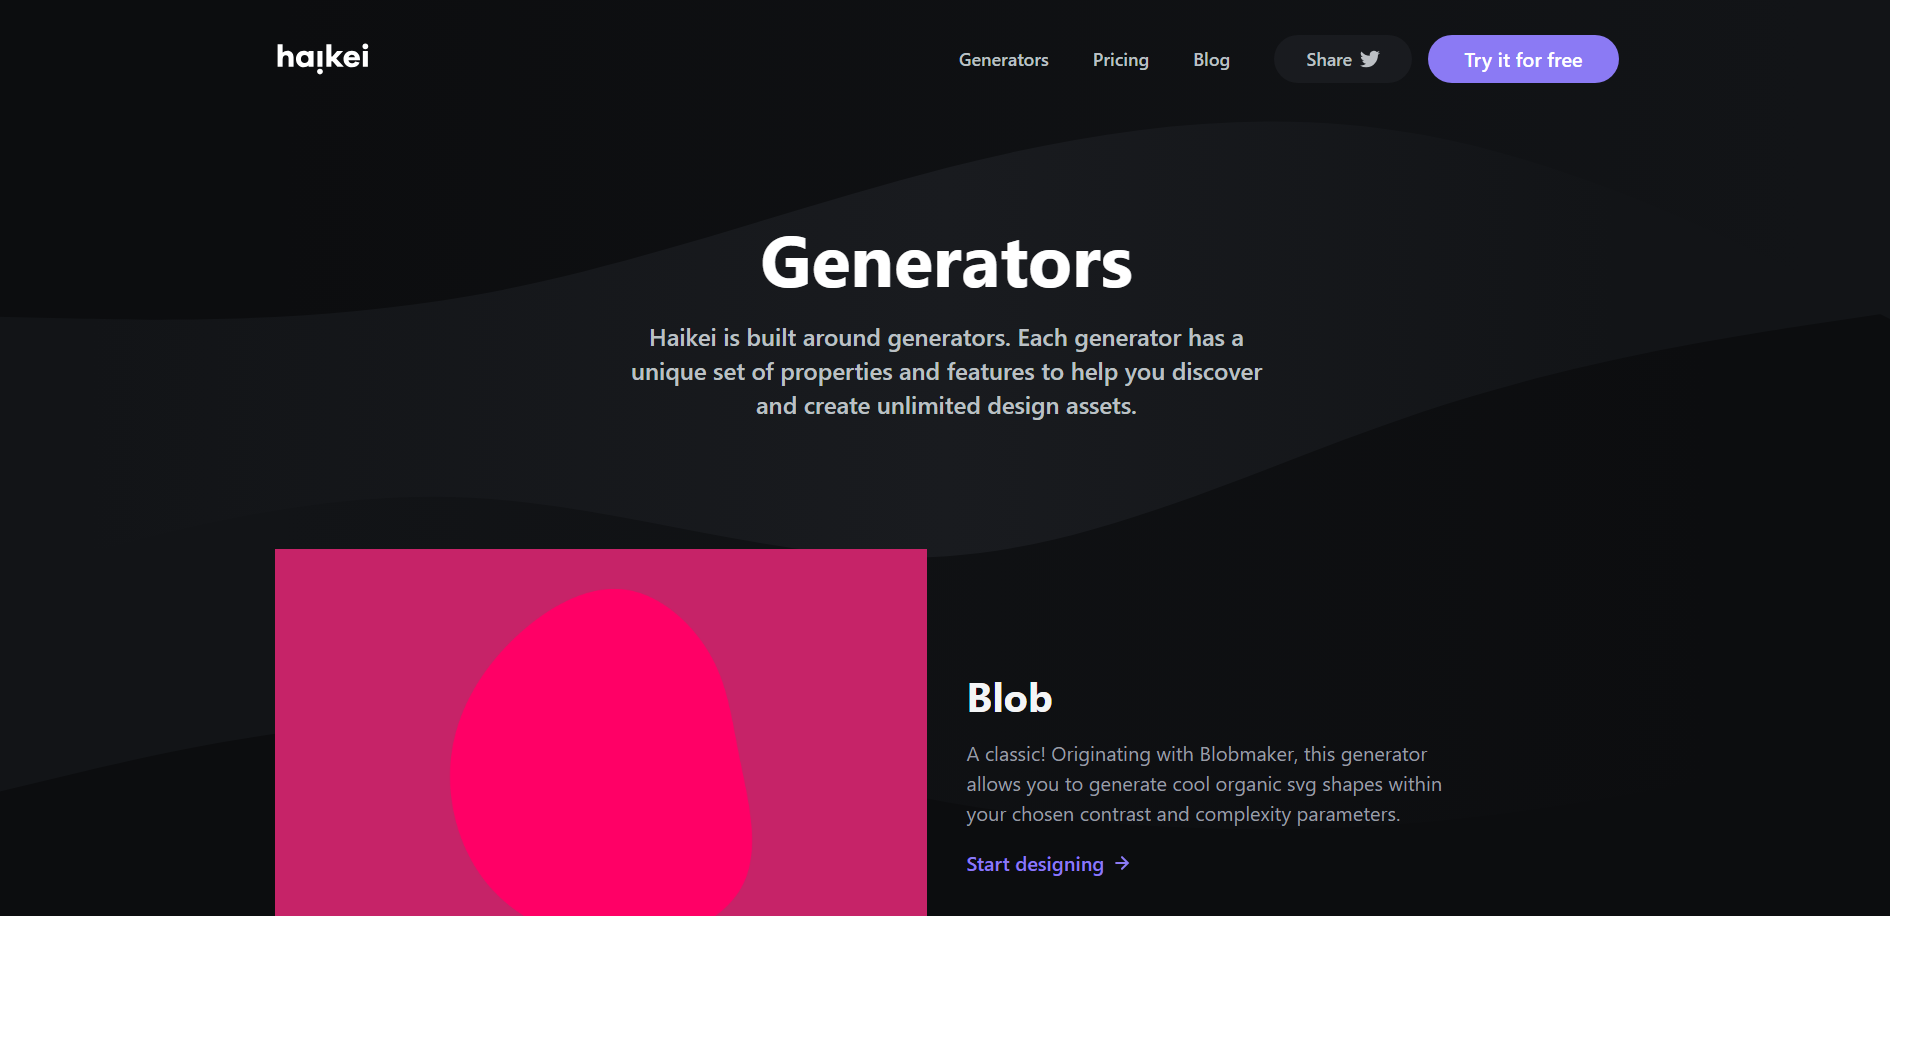 haikei
Generators
Pricing
Blog
Share
Try it for free
Generators
Haikei is built around generators. Each generator has a
unique set of properties and features to help you discover
and create unlimited design assets.
Blob
A classic! Originating with Blobmaker, this generator
allows you to generate cool organic svg shapes within
your chosen contrast and complexity parameters.
Start designing